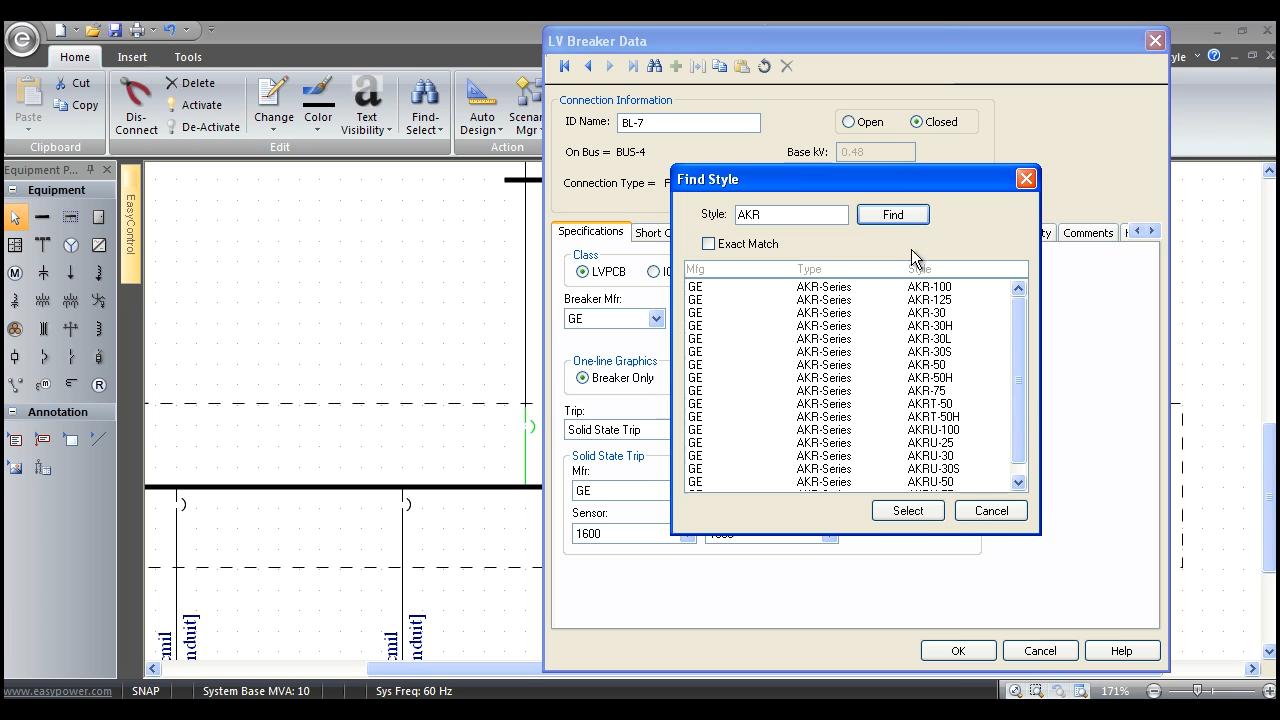 LV Breaker Data
Home
Insert
Tools
yle
Paste
Cut
Copy
Clipboard
Dis-
Connect
Delete
Activate
De-Activate
Change
Color
Text
Visibility
Find-
Select
Edit
Auto
Design
Scenar
Mgr
Action
Equipment P...
Equipment
EasyControl
Annotation
Connection Information
ID Name:
BL-7
Open
Closed
On Bus = BUS-4
Base kV:
0.48
Connection Type = F
Specifications
Short C
ty
Comments
Class
LVPCB
Breaker Mfr:
GE
One-line Graphics
Breaker Only
Trip:
Solid State Trip
Solid State Trip
Mfr:
GE
Sensor:
1600
Find Style
Style:
AKR
Find
Exact Match
Mfg Type Style
GE AKR-Series AKR-100
GE AKR-Series AKR-125
GE AKR-Series AKR-30
GE AKR-Series AKR-30H
GE AKR-Series AKR-30L
GE AKR-Series AKR-30S
GE AKR-Series AKR-50
GE AKR-Series AKR-50H
GE AKR-Series AKR-75
GE AKR-Series AKRT-50
GE AKR-Series AKRT-50H
GE AKR-Series AKRU-100
GE AKR-Series AKRU-25
GE AKR-Series AKRU-30
GE AKR-Series AKRU-30S
GE AKR-Series AKRU-50
Select
Cancel
OK
Cancel
Help
cmil
nduit]
cmil
nduit]
www.easypower.com
SNAP
System Base MVA: 10
Sys Freq: 60 Hz
171%